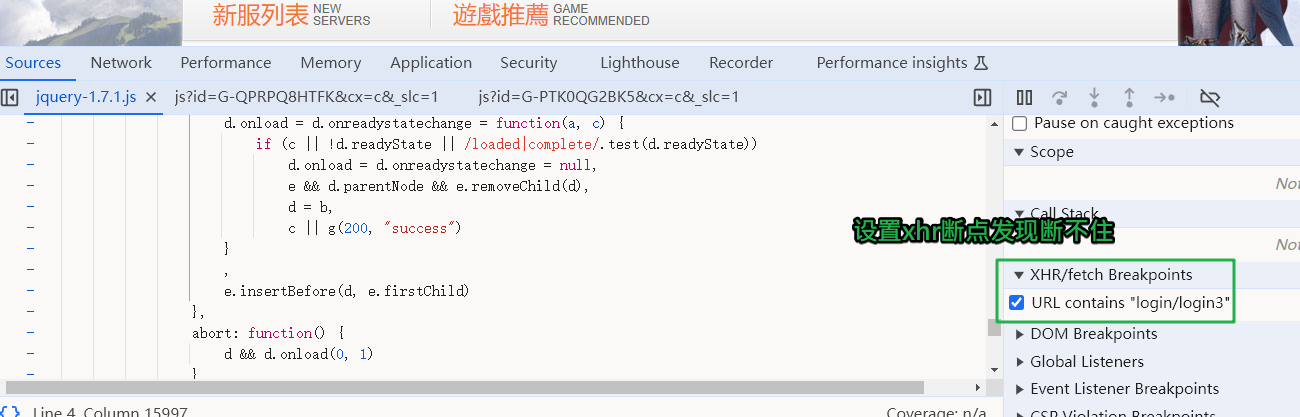 新服列表 NEW SERVERS
遊戲推薦 GAME RECOMMENDED
Sources Network Performance Memory Application Security Lighthouse Recorder Performance insights
jquery-1.7.1.js × js?id=G-QPRPQ8HTFK&cx=c&_slc=1 js?id=G-PTK0QG2BK5&cx=c&_slc=1
d.onload = d.onreadystatechange = function(a, c) {
if (c || !d.readyState || /loaded|complete/.test(d.readyState))
d.onload = d.onreadystatechange = null,
e && d.parentNode && e.removeChild(d),
d = b,
c || g(200, "success")
}
,
e.insertBefore(d, e.firstChild)
},
abort: function() {
d && d.onload(0, 1)
}
{} Line 4, Column 15997 Coverage: n/a
Pause on caught exceptions
Scope
Not
Call Stack
设置xhr断点发现断不住
Not
XHR/fetch Breakpoints
URL contains "login/login3"
DOM Breakpoints
Global Listeners
Event Listener Breakpoints
CSP Violation Breakpoints